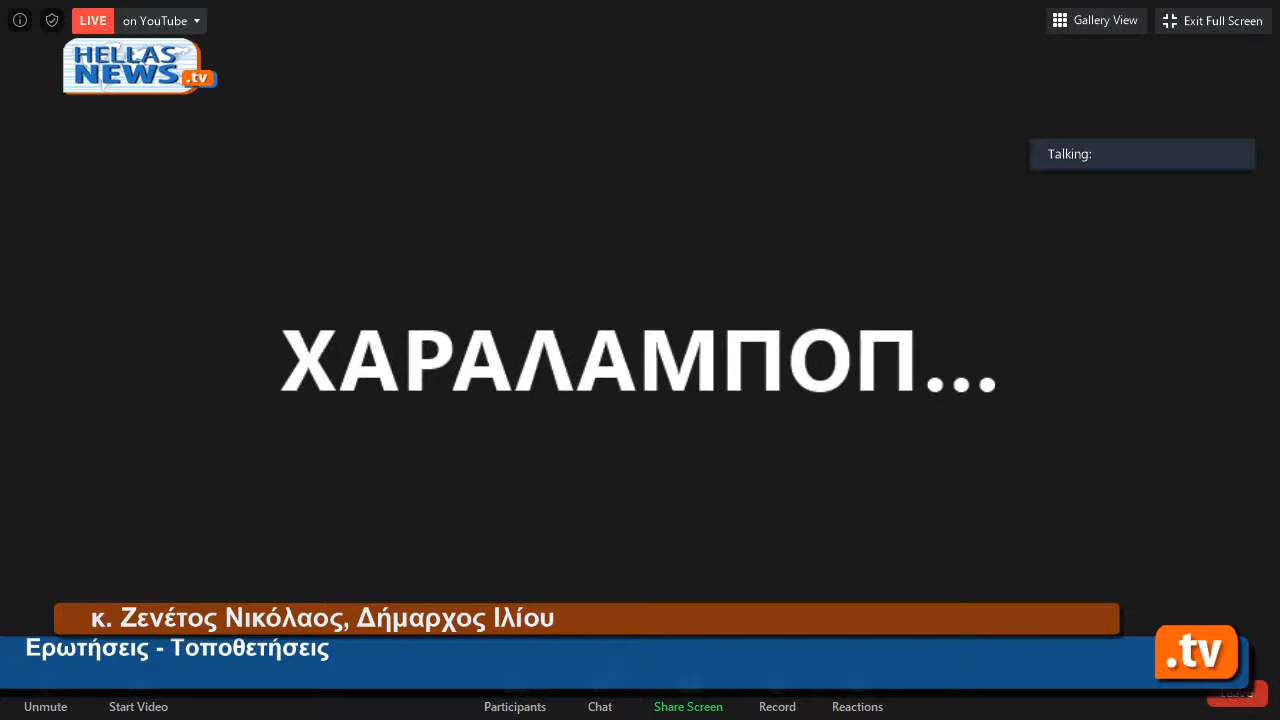 LIVE on YouTube
Gallery View
Exit Full Screen
HELLAS
NEWS
.tv
Talking:
ΧΑΡΑΛΑΜΠΟΠ...
κ. Ζενέτος Νικόλαος, Δήμαρχος Ιλίου
Ερωτήσεις - Τοποθετήσεις
.tv
Leave
Unmute
Start Video
Participants
Chat
Share Screen
Record
Reactions